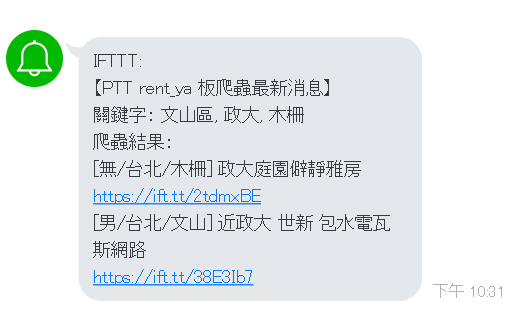 IFTTT:
【PTT rent_ya 板爬蟲最新消息】
關鍵字: 文山區, 政大, 木柵
爬蟲結果:
[無/台北/木柵] 政大庭園僻靜雅房
https://ift.tt/2tdmxBE
[男/台北/文山] 近政大 世新 包水電瓦
斯網路
https://ift.tt/38E3Ib7
下午 10:31